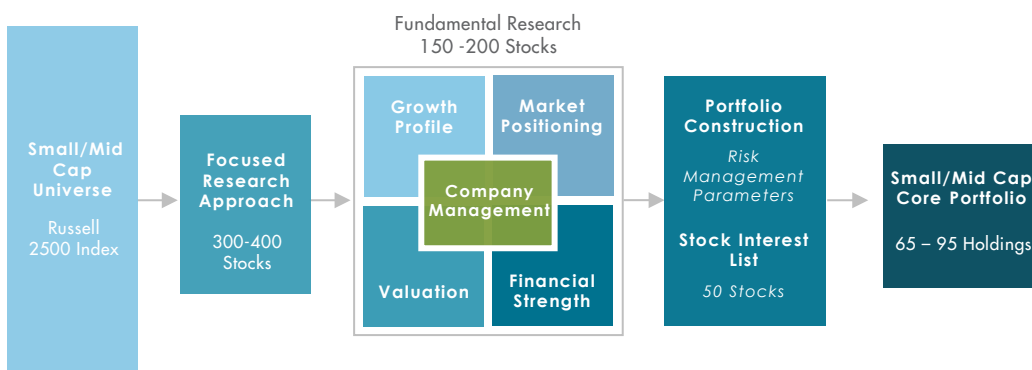 Small/Mid
Cap
Universe
Russell
2500 Index
Focused
Research
Approach
300-400
Stocks
Fundamental Research
150 -200 Stocks
Growth
Profile
Market
Positioning
Company
Management
Valuation
Financial
Strength
Portfolio
Construction
Risk
Management
Parameters
Stock Interest
List
50 Stocks
Small/Mid Cap
Core Portfolio
65 – 95 Holdings